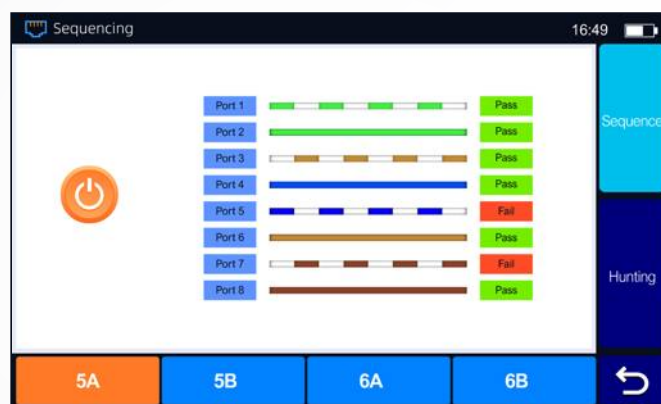 Sequencing 16:49
Port 1 Pass
Port 2 Pass
Port 3 Pass
Port 4 Pass
Port 5 Fail
Port 6 Pass
Port 7 Fail
Port 8 Pass
Sequence
Hunting
5A 5B 6A 6B